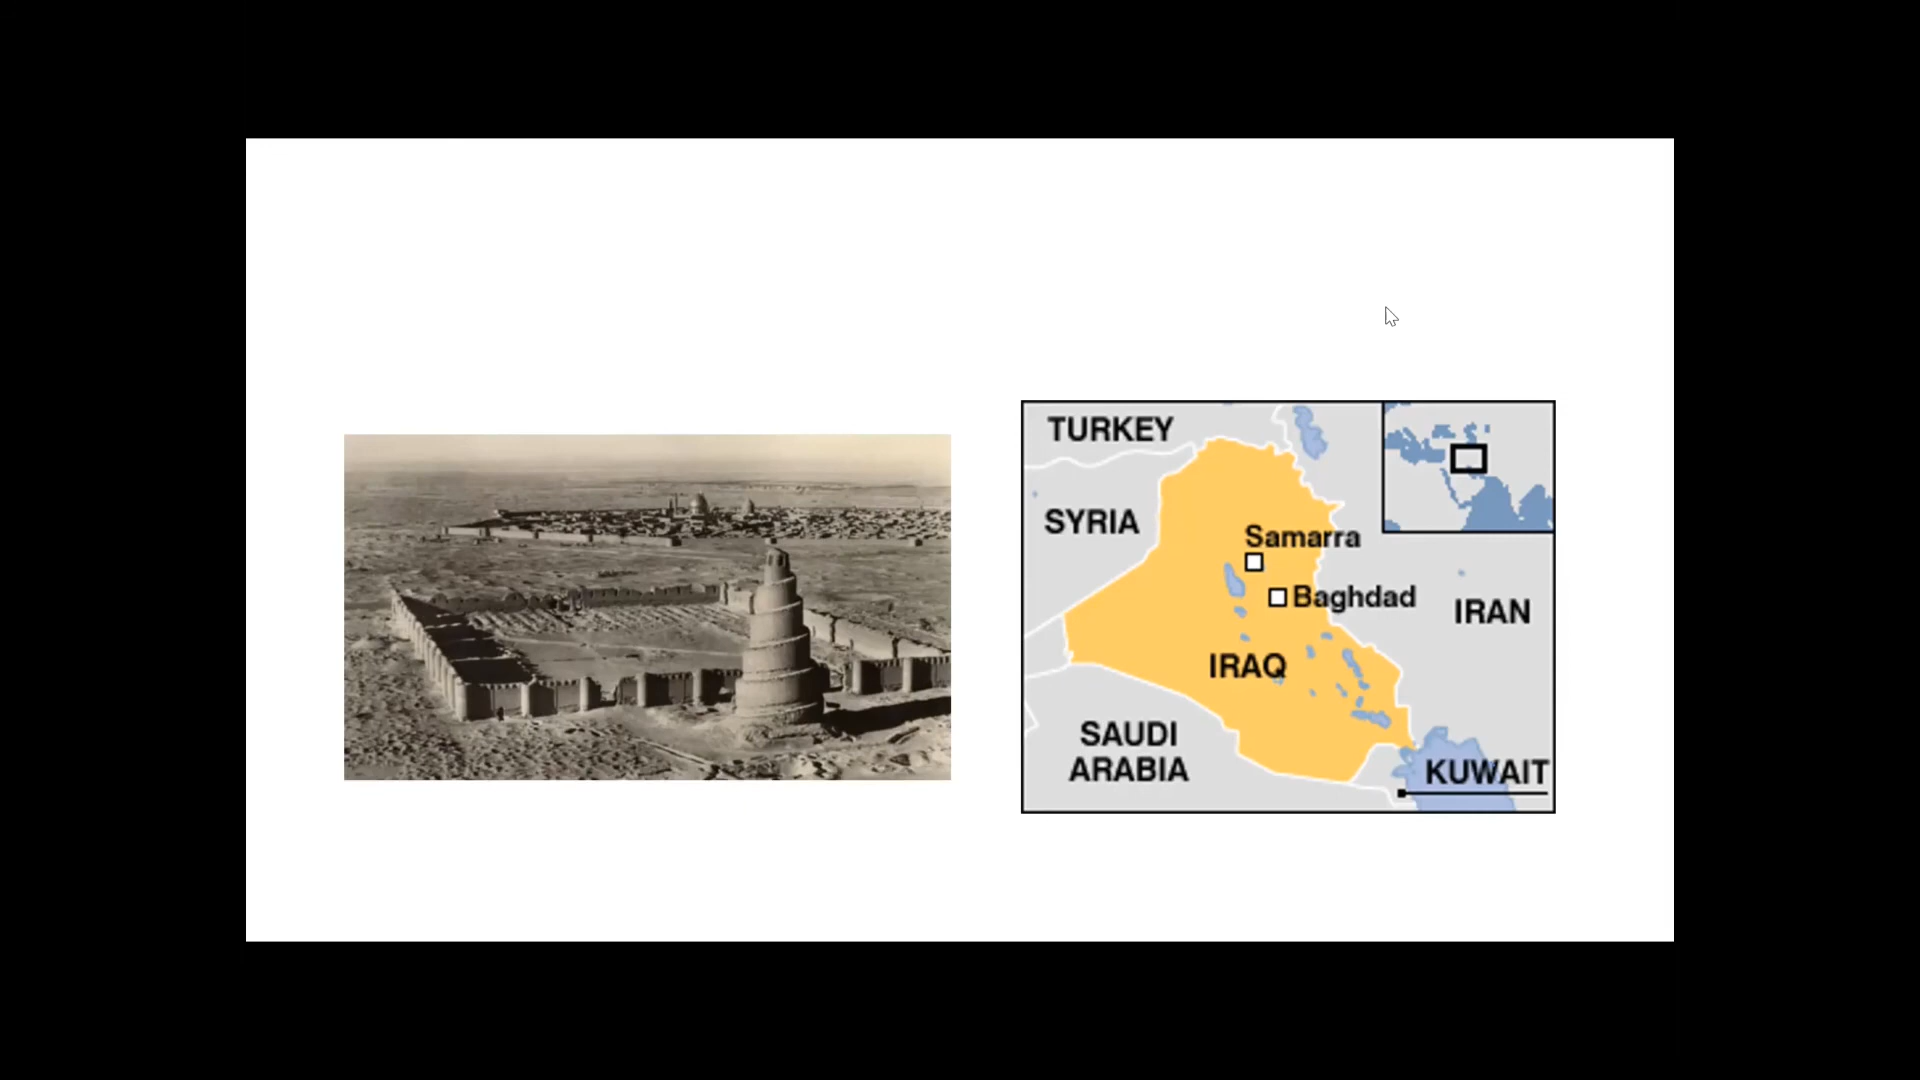 TURKEY
SYRIA
Samarra
Baghdad
IRAN
IRAQ
SAUDI
ARABIA
KUWAIT